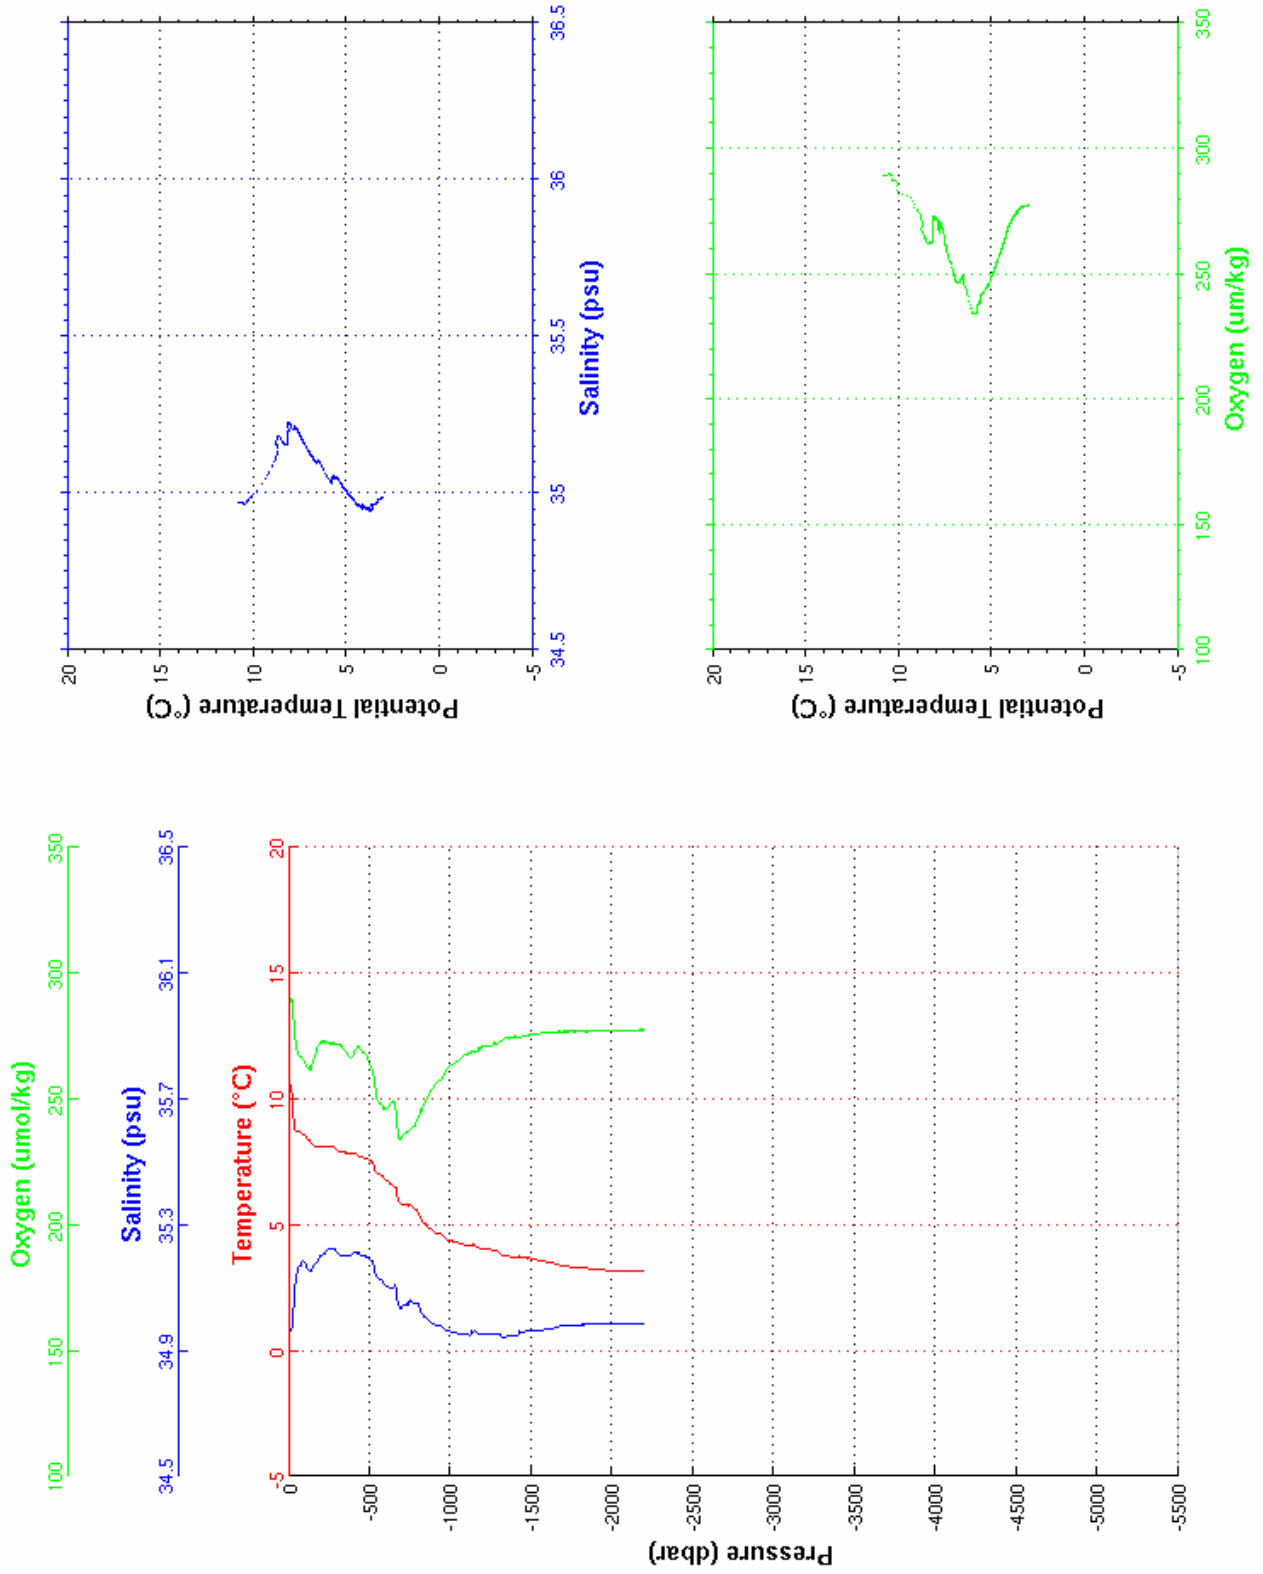 Oxygen (umol/kg)
100 150 200 250 300 350
Salinity (psu)
34.5 34.9 35.3 35.7 36.1 36.5
Temperature (°C)
-5 0 5 10 15 20
0
-500
-1000
-1500
-2000
-2500
-3000
-3500
-4000
-4500
-5000
-5500
Pressure (dbar)
20
15
10
5
0
-5
Potential Temperature (°C)
34.5 35 35.5 36 36.5
Salinity (psu)
20
15
10
5
0
-5
Potential Temperature (°C)
100 150 200 250 300 350
Oxygen (um/kg)